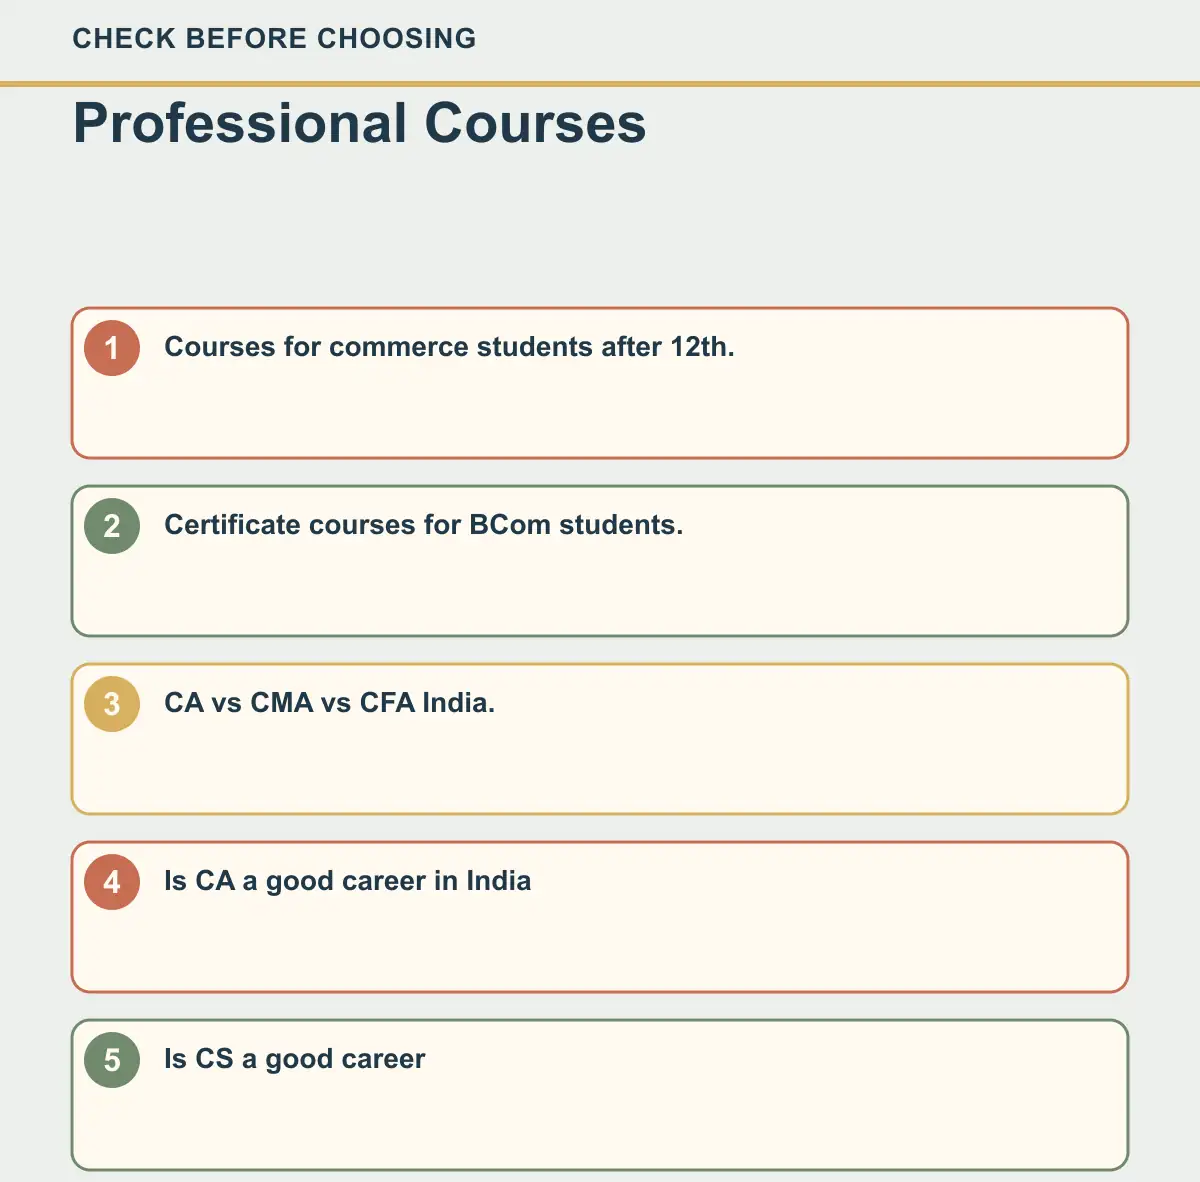 CHECK BEFORE CHOOSING
Professional Courses
1 Courses for commerce students after 12th.
2 Certificate courses for BCom students.
3 CA vs CMA vs CFA India.
4 Is CA a good career in India
5 Is CS a good career